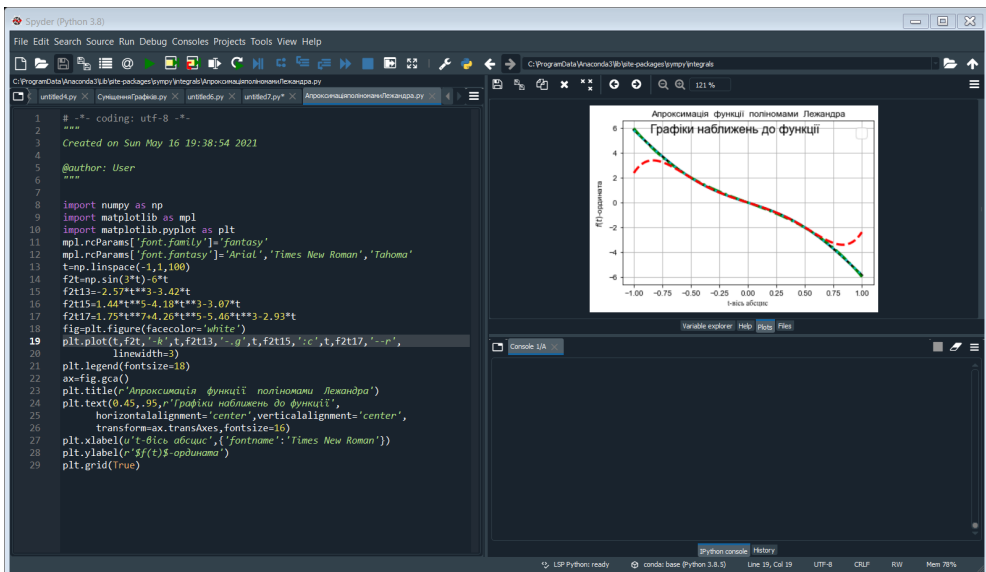 Spyder (Python 3.8)
File Edit Search Source Run Debug Consoles Projects Tools View Help
C:\ProgramData\Anaconda3\Lib\site-packages\sympy\integrals
C:\ProgramData\Anaconda3\Lib\site-packages\sympy\integrals\АпроксимаціяполіномамиЛежандра.py
untitled4.py СуміщенняГрафіків.py untitled6.py untitled7.py* АпроксимаціяполіномамиЛежандра.py
1 # -*- coding: utf-8 -*-
2 """
3 Created on Sun May 16 19:38:54 2021
4
5 @author: User
6 """
7
8 import numpy as np
9 import matplotlib as mpl
10 import matplotlib.pyplot as plt
11 mpl.rcParams['font.family']='fantasy'
12 mpl.rcParams['font.fantasy']='Arial','Times New Roman','Tahoma'
13 t=np.linspace(-1,1,100)
14 f2t=np.sin(3*t)-6*t
15 f2t13=-2.57*t**3-3.42*t
16 f2t15=1.44*t**5-4.18*t**3-3.07*t
17 f2t17=1.75*t**7+4.26*t**5-5.46*t**3-2.93*t
18 fig=plt.figure(facecolor='white')
19 plt.plot(t,f2t,'-k',t,f2t13,'-.g',t,f2t15,':c',t,f2t17,'--r',
20 linewidth=3)
21 plt.legend(fontsize=18)
22 ax=fig.gca()
23 plt.title(r'Апроксимація функції поліномами Лежандра')
24 plt.text(0.45,.95,r'Графіки наближень до функції',
25 horizontalalignment='center',verticalalignment='center',
26 transform=ax.transAxes,fontsize=16)
27 plt.xlabel(u't-вісь абсцис',{'fontname':'Times New Roman'})
28 plt.ylabel(r'$f(t)$-ордината')
29 plt.grid(True)
121 %
Апроксимація функції поліномами Лежандра
Графіки наближень до функції
6
4
2
0
−2
−4
−6
f(t)-ордината
−1.00 −0.75 −0.50 −0.25 0.00 0.25 0.50 0.75 1.00
t-вісь абсцис
Variable explorer Help Plots Files
Console 1/A
IPython console History
LSP Python: ready conda: base (Python 3.8.5) Line 19, Col 19 UTF-8 CRLF RW Mem 78%